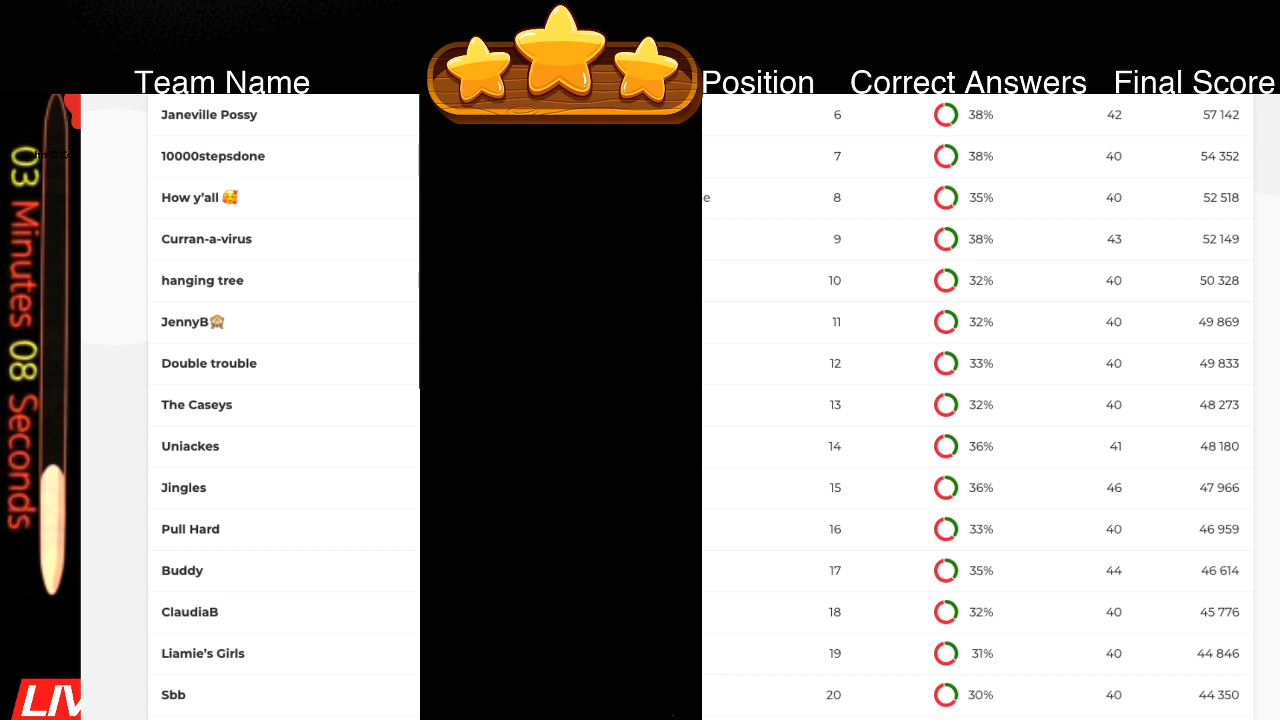 Team Name Position Correct Answers Final Score
Janeville Possy 6 38% 42 57 142
10000stepsdone 7 38% 40 54 352
How y’all 🥰 e 8 35% 40 52 518
Curran-a-virus 9 38% 43 52 149
hanging tree 10 32% 40 50 328
JennyB🙈 11 32% 40 49 869
Double trouble 12 33% 40 49 833
The Caseys 13 32% 40 48 273
Uniackes 14 36% 41 48 180
Jingles 15 36% 46 47 966
Pull Hard 16 33% 40 46 959
Buddy 17 35% 44 46 614
ClaudiaB 18 32% 40 45 776
Liamie’s Girls 19 31% 40 44 846
Sbb 20 30% 40 44 350
03 Minutes 08 Seconds
LIV